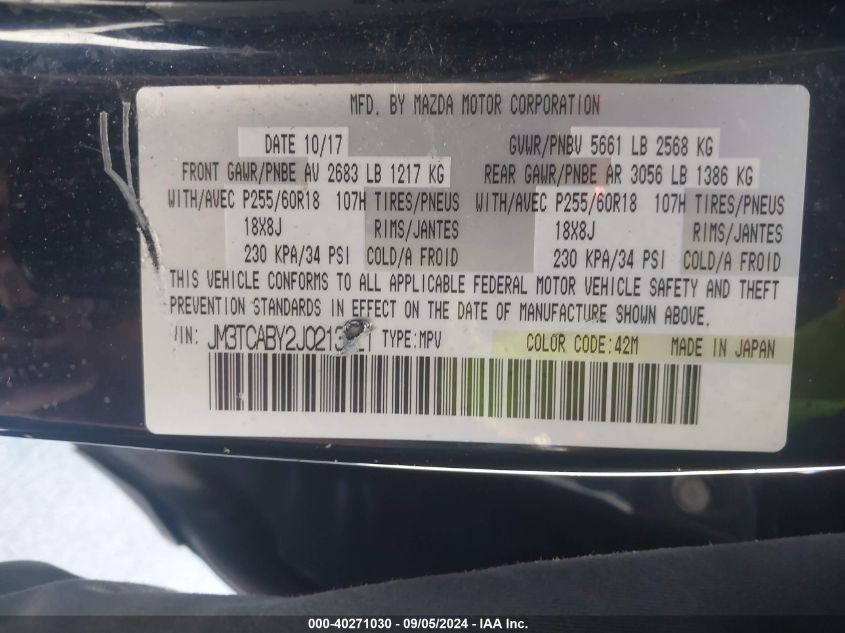 MFD. BY MAZDA MOTOR CORPORATION
DATE 10/17 GVWR/PNBV 5661 LB 2568 KG
FRONT GAWR/PNBE AV 2683 LB 1217 KG REAR GAWR/PNBE AR 3056 LB 1386 KG
WITH/AVEC P255/60R18 107H TIRES/PNEUS WITH/AVEC P255/60R18 107H TIRES/PNEUS
18X8J RIMS/JANTES 18X8J RIMS/JANTES
230 KPA/34 PSI COLD/A FROID 230 KPA/34 PSI COLD/A FROID
THIS VEHICLE CONFORMS TO ALL APPLICABLE FEDERAL MOTOR VEHICLE SAFETY AND THEFT
PREVENTION STANDARDS IN EFFECT ON THE DATE OF MANUFACTURE SHOWN ABOVE.
VIN: TYPE:MPV COLOR CODE:42M MADE IN JAPAN
000-40271030 - 09/05/2024 - IAA Inc.